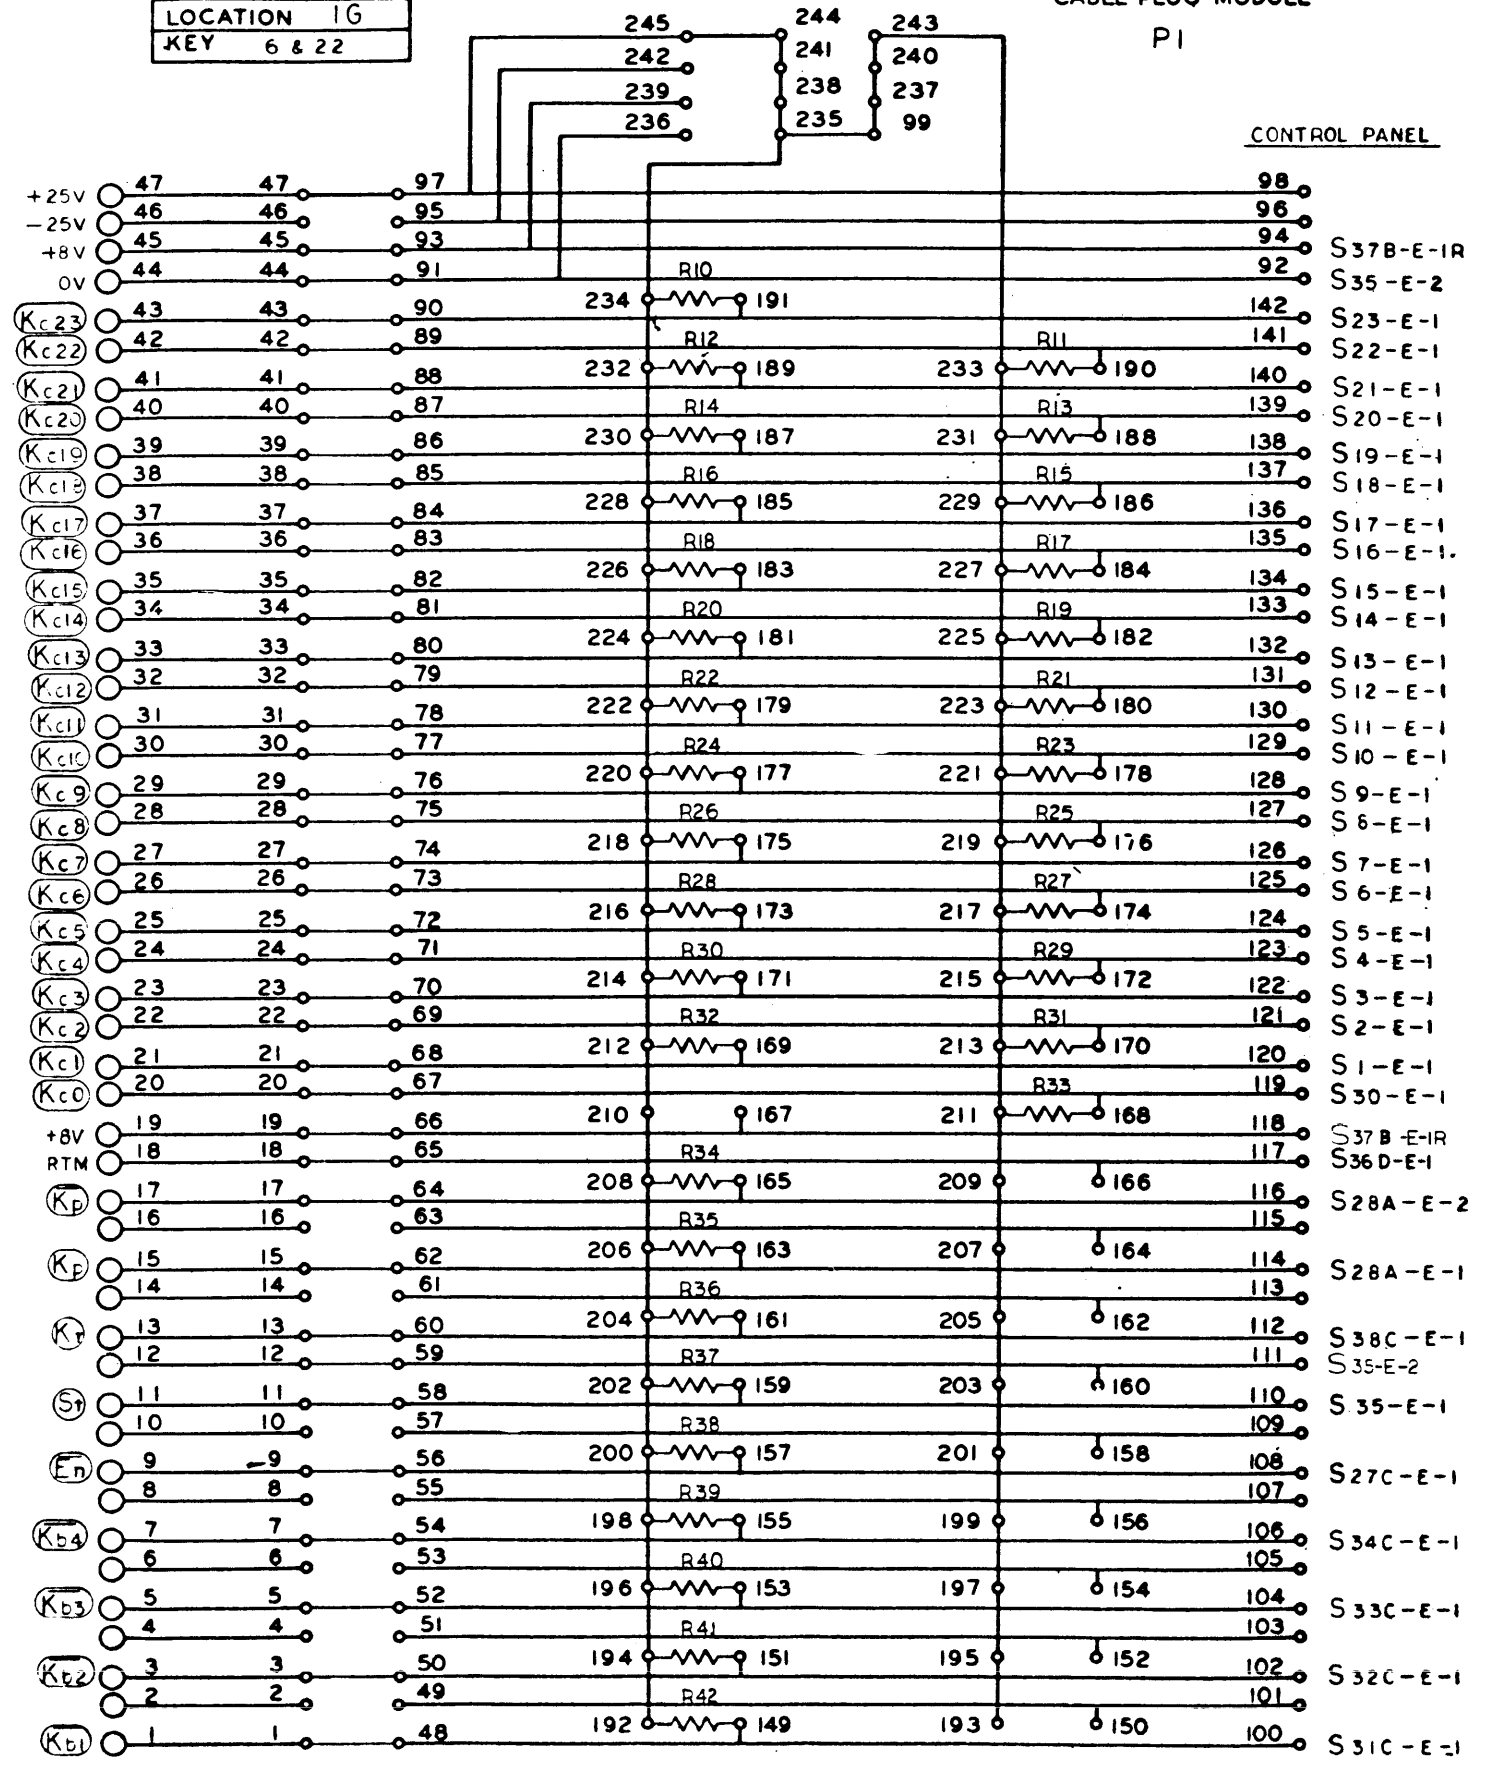 CABLE PLUG MODULE
P1
LOCATION 1G
KEY 6 & 22
245 244 243
242 241 240
239 238 237
236 235 99
CONTROL PANEL
+25V 47 47 97 98
-25V 46 46 95 96
+8V 45 45 93 94 S37B-E-1R
0V 44 44 91 92 S35-E-2
R10
234 191
Kc23 43 43 90 142 S23-E-1
Kc22 42 42 89 141 S22-E-1
R12 R11
232 189 233 190
Kc21 41 41 88 140 S21-E-1
Kc20 40 40 87 139 S20-E-1
R14 R13
230 187 231 188
Kc19 39 39 86 138 S19-E-1
Kc18 38 38 85 137 S18-E-1
R16 R15
228 185 229 186
Kc17 37 37 84 136 S17-E-1
Kc16 36 36 83 135 S16-E-1.
R18 R17
226 183 227 184
Kc15 35 35 82 134 S15-E-1
Kc14 34 34 81 133 S14-E-1
R20 R19
224 181 225 182
Kc13 33 33 80 132 S13-E-1
Kc12 32 32 79 131 S12-E-1
R22 R21
222 179 223 180
Kc11 31 31 78 130 S11-E-1
Kc10 30 30 77 129 S10-E-1
R24 R23
220 177 221 178
Kc9 29 29 76 128 S9-E-1
Kc8 28 28 75 127 S8-E-1
R26 R25
218 175 219 176
Kc7 27 27 74 126 S7-E-1
Kc6 26 26 73 125 S6-E-1
R28 R27
216 173 217 174
Kc5 25 25 72 124 S5-E-1
Kc4 24 24 71 123 S4-E-1
R30 R29
214 171 215 172
Kc3 23 23 70 122 S3-E-1
Kc2 22 22 69 121 S2-E-1
R32 R31
212 169 213 170
Kc1 21 21 68 120 S1-E-1
Kc0 20 20 67 119 S30-E-1
R33
210 167 211 168
+8V 19 19 66 118 S37B-E-1R
RTM 18 18 65 117 S36D-E-1
R34
208 165 209 166
K̅p̅ 17 17 64 116 S28A-E-2
16 16 63 115
R35
206 163 207 164
Kp 15 15 62 114 S28A-E-1
14 14 61 113
R36
204 161 205 162
Kr 13 13 60 112 S38C-E-1
12 12 59 111 S35-E-2
R37
202 159 203 160
St 11 11 58 110 S35-E-1
10 10 57 109
R38
200 157 201 158
E̅n̅ 9 9 56 108 S27C-E-1
8 8 55 107
R39
198 155 199 156
K̅b̅4̅ 7 7 54 106 S34C-E-1
6 6 53 105
R40
196 153 197 154
K̅b̅3̅ 5 5 52 104 S33C-E-1
4 4 51 103
R41
194 151 195 152
K̅b̅2̅ 3 3 50 102 S32C-E-1
2 2 49 101
R42
192 149 193 150
K̅b̅1̅ 1 1 48 100 S31C-E-1